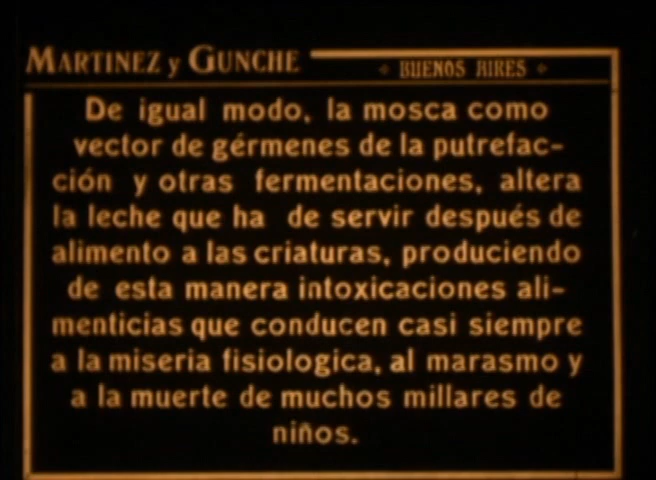 MARTINEZ y GUNCHE
BUENOS AIRES
De igual modo, la mosca como
vector de gérmenes de la putrefac-
ción y otras fermentaciones, altera
la leche que ha de servir después de
alimento a las criaturas, produciendo
de esta manera intoxicaciones ali-
menticias que conducen casi siempre
a la miseria fisiologica, al marasmo y
a la muerte de muchos millares de
niños.